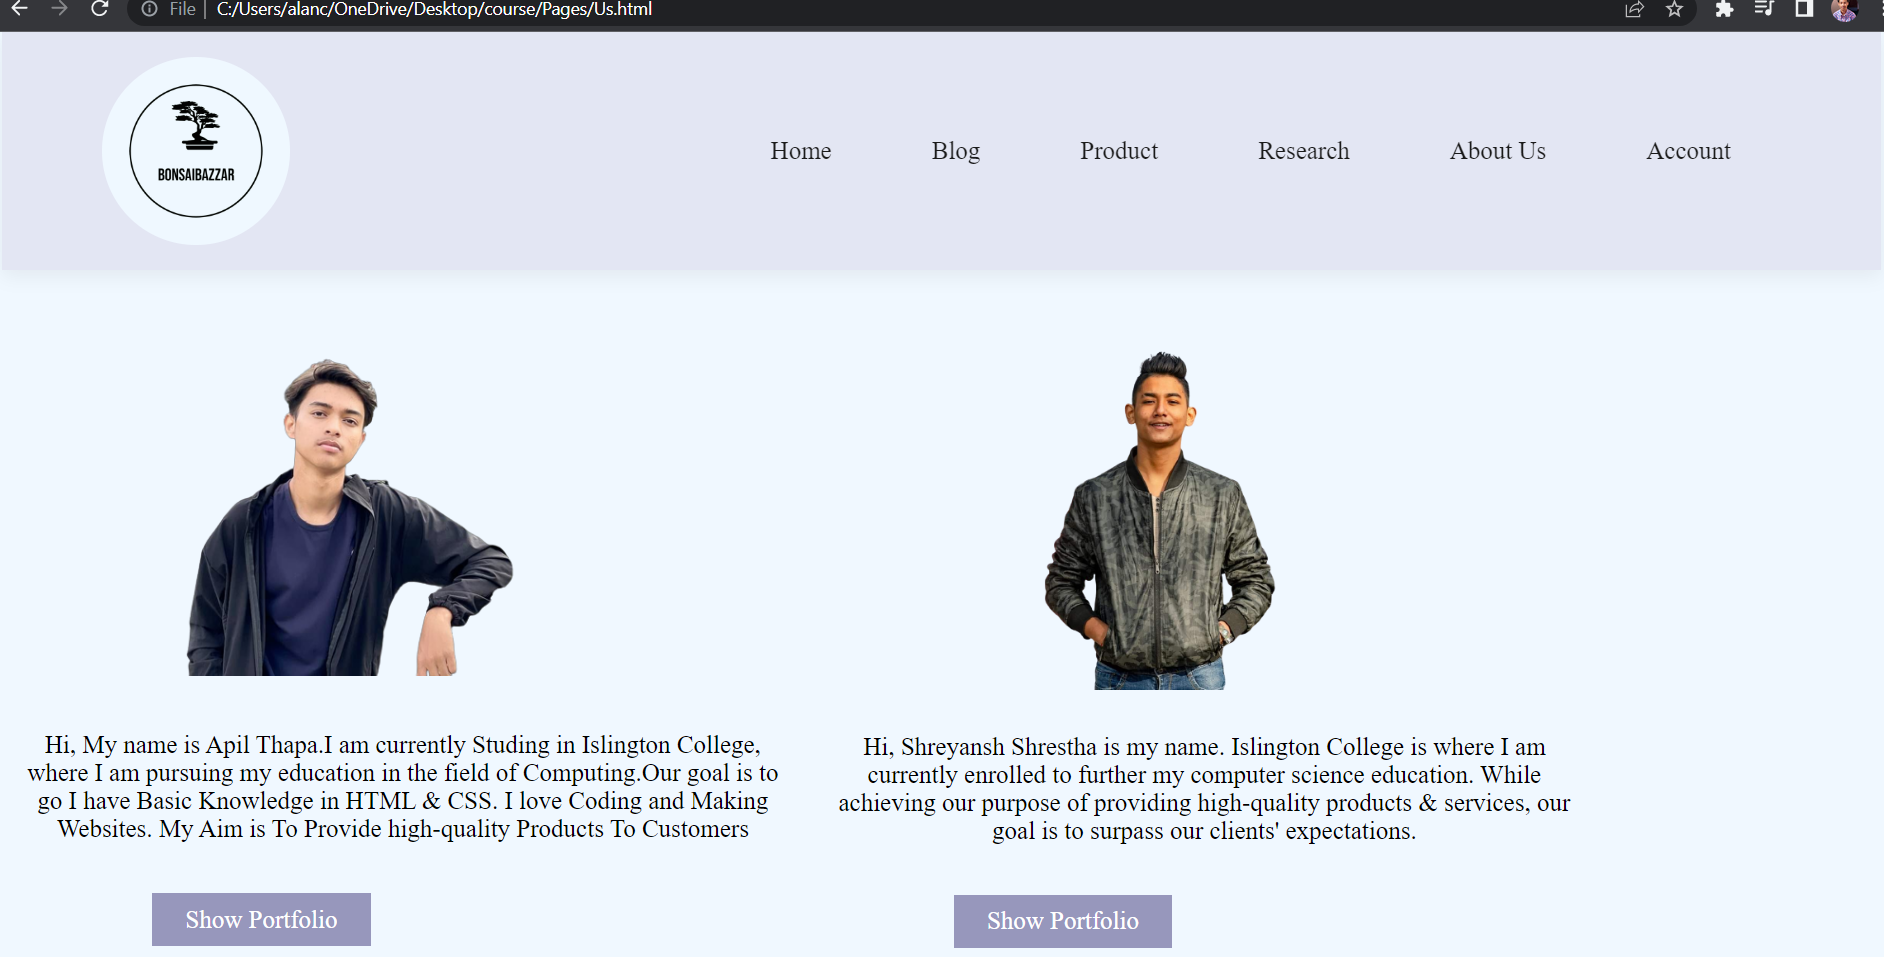 File | C:/Users/alanc/OneDrive/Desktop/course/Pages/Us.html
BONSAIBAZZAR
Home Blog Product Research About Us Account
Hi, My name is Apil Thapa.I am currently Studing in Islington College,
where I am pursuing my education in the field of Computing.Our goal is to
go I have Basic Knowledge in HTML & CSS. I love Coding and Making
Websites. My Aim is To Provide high-quality Products To Customers
Show Portfolio
Hi, Shreyansh Shrestha is my name. Islington College is where I am
currently enrolled to further my computer science education. While
achieving our purpose of providing high-quality products & services, our
goal is to surpass our clients' expectations.
Show Portfolio